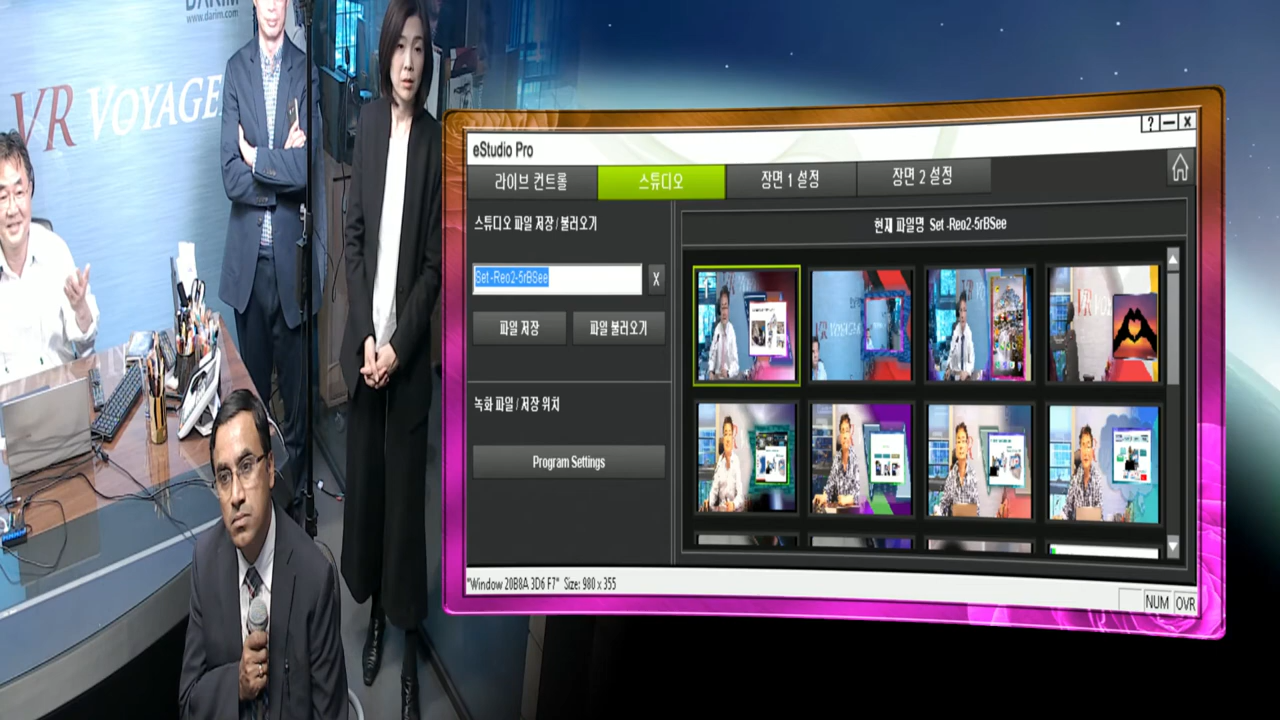 DARIM
www.darim.com
VR VOYAGE
eStudio Pro
라이브 컨트롤
스튜디오
장면 1 설정
장면 2 설정
스튜디오 파일 저장 / 불러오기
현재 파일명 Set -Reo2-5rBSee
Set -Reo2-5rBSee
X
파일 저장
파일 불러오기
녹화 파일 / 저장 위치
Program Settings
"Window 20B8A 3D6 F7" Size: 980 x 355
NUM
OVR